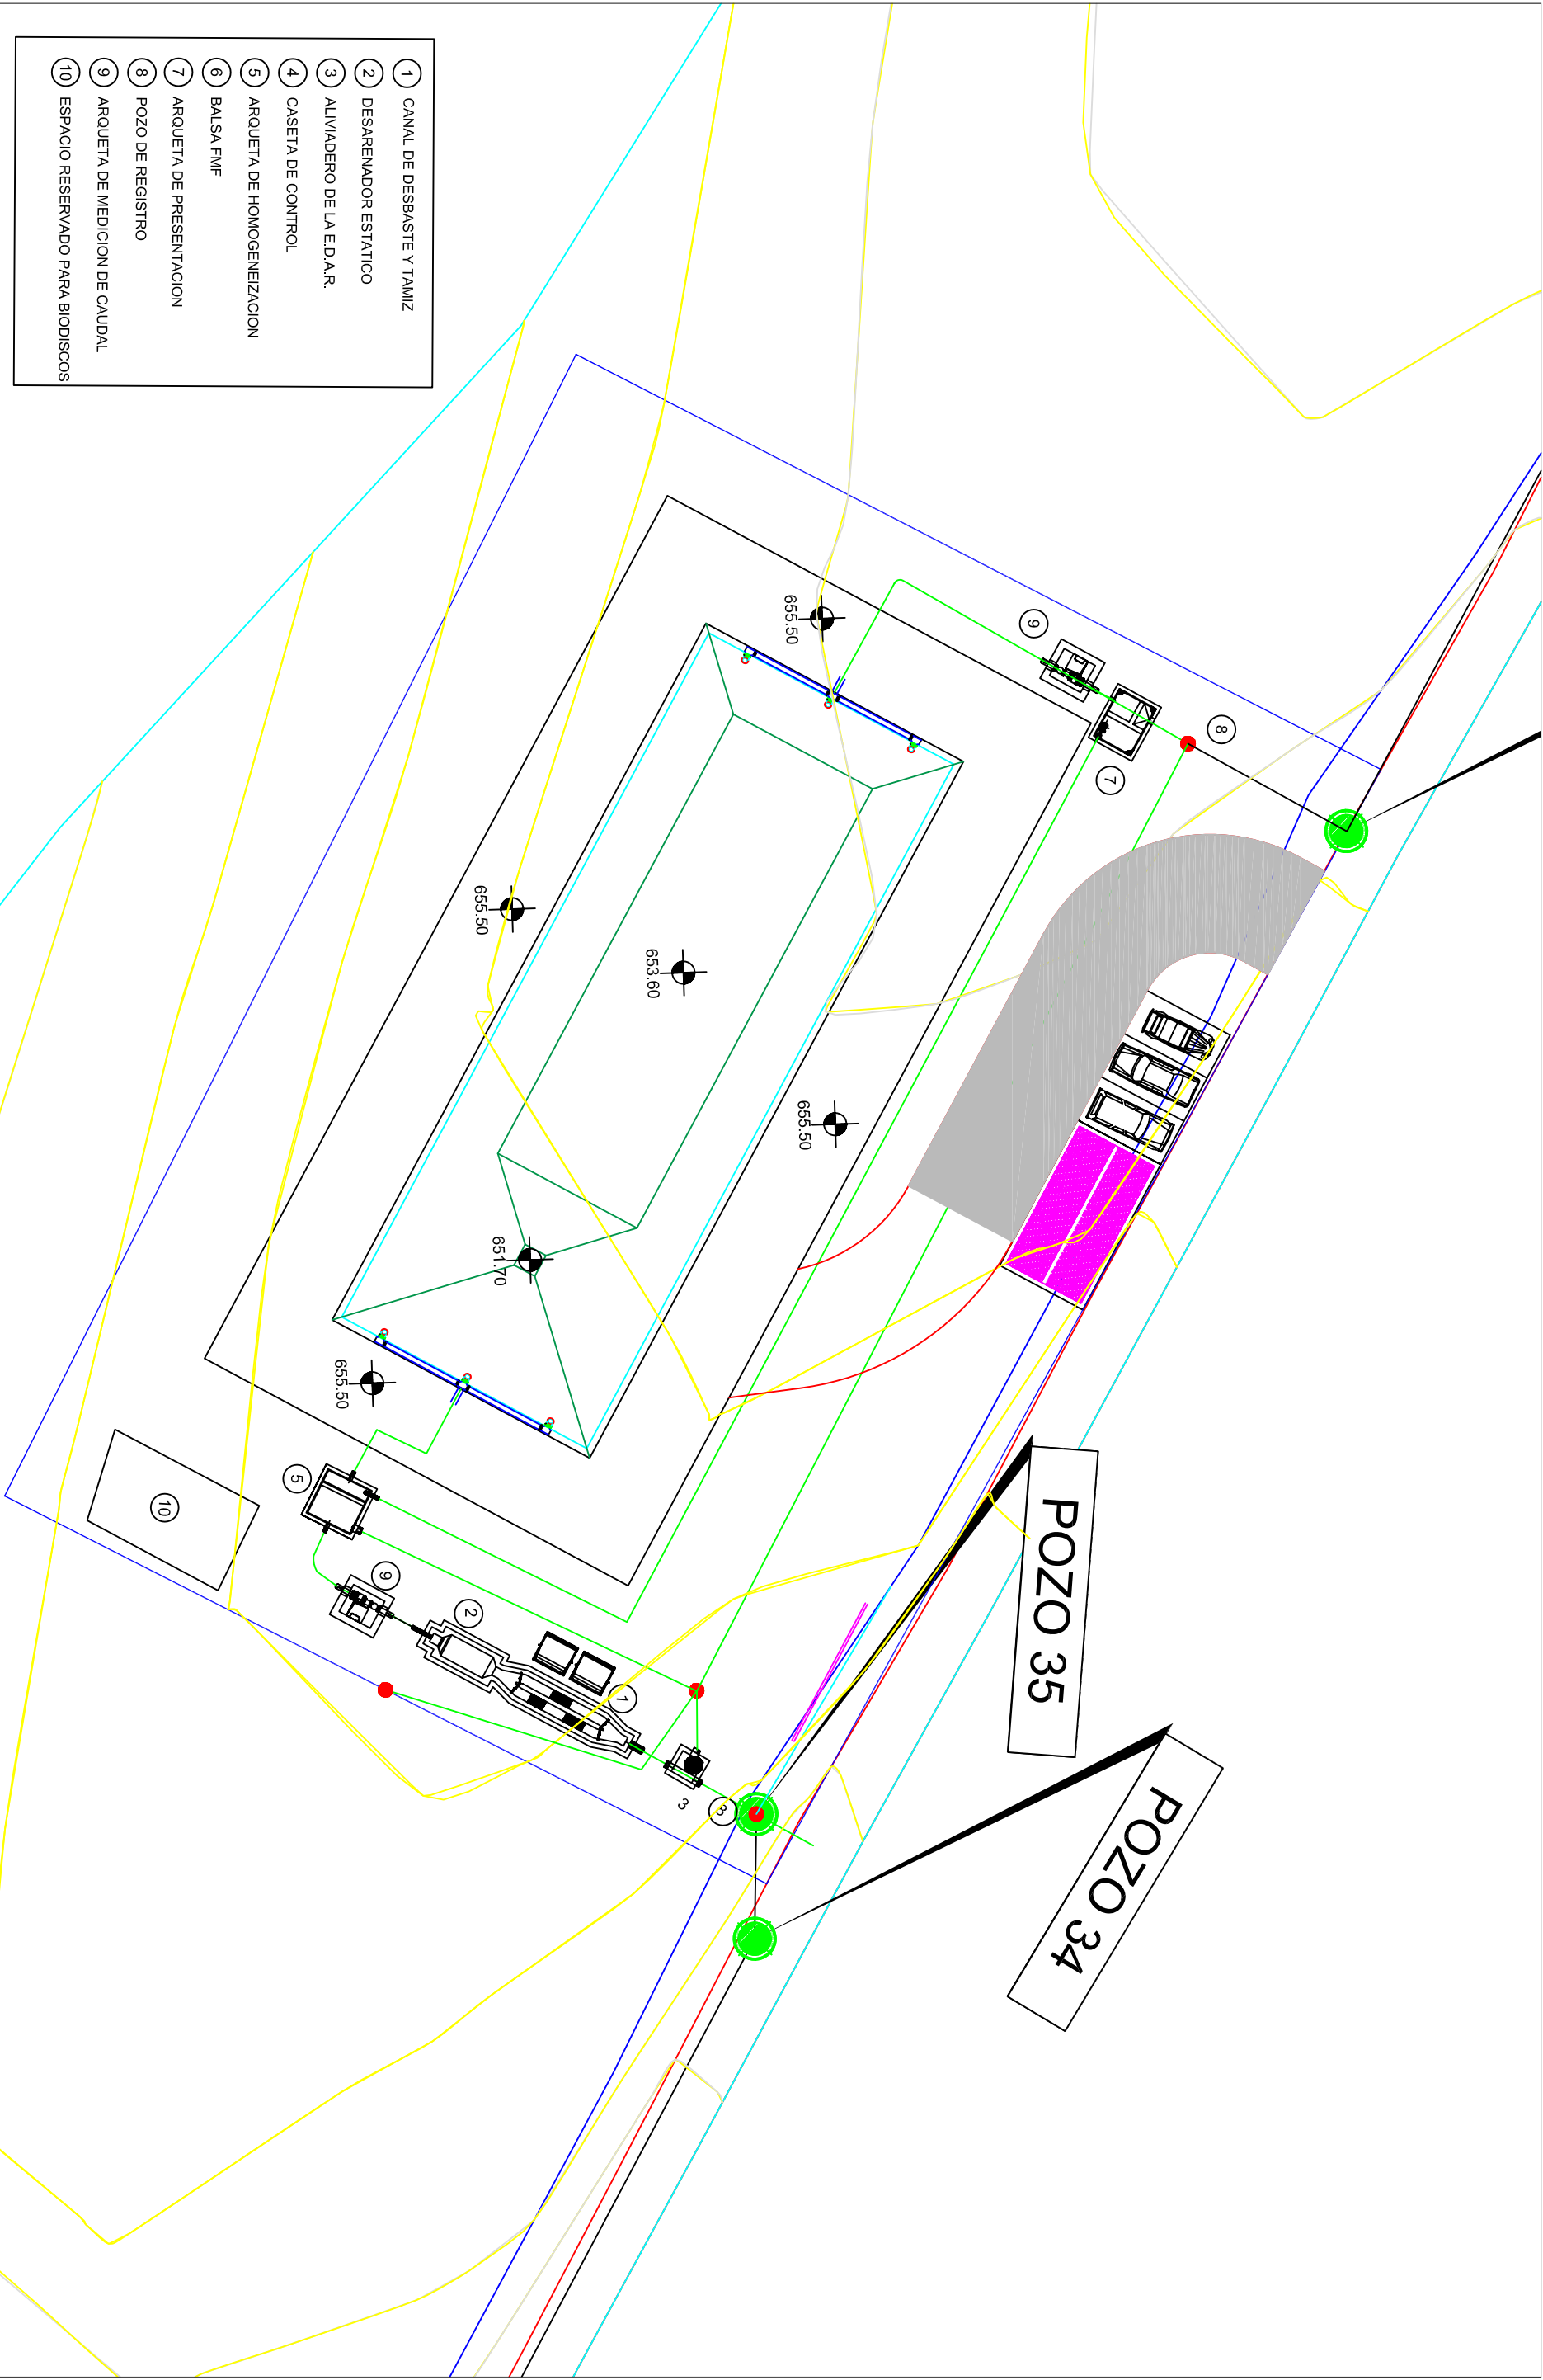 1 CANAL DE DESBASTE Y TAMIZ
2 DESARENADOR ESTATICO
3 ALIVIADERO DE LA E.D.A.R.
4 CASETA DE CONTROL
5 ARQUETA DE HOMOGENEIZACION
6 BALSA FMF
7 ARQUETA DE PRESENTACION
8 POZO DE REGISTRO
9 ARQUETA DE MEDICION DE CAUDAL
10 ESPACIO RESERVADO PARA BIODISCOS
8
9
7
655.50
655.50
653.60
655.50
651.70
655.50
POZO 35
POZO 34
5
10
9
2
1
3
3